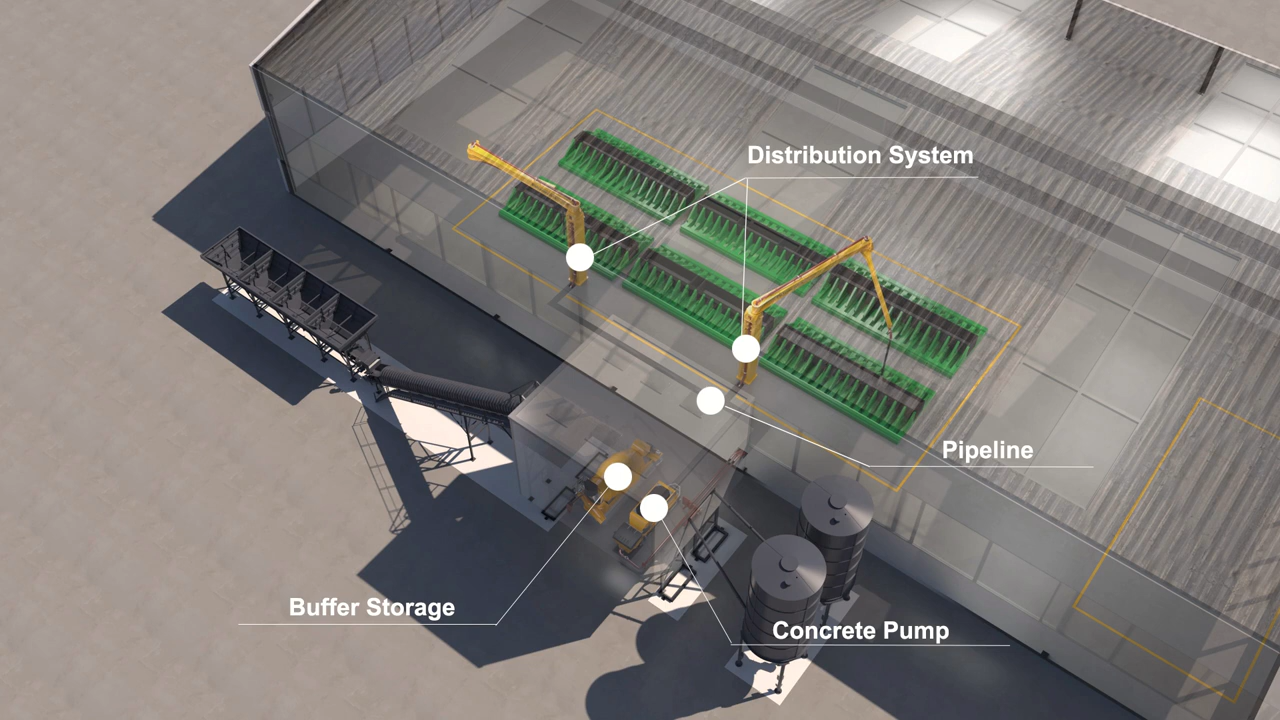 Distribution System
Pipeline
Buffer Storage
Concrete Pump